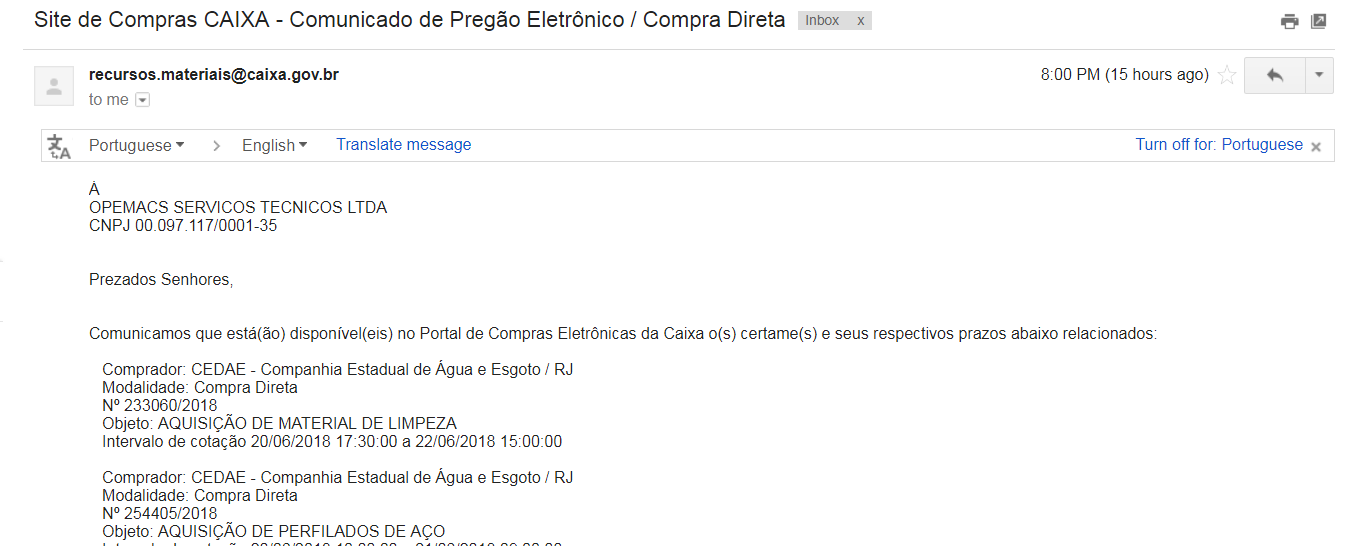 Site de Compras CAIXA - Comunicado de Pregão Eletrônico / Compra Direta Inbox x
recursos.materiais@caixa.gov.br 8:00 PM (15 hours ago)
to me
Portuguese > English Translate message Turn off for: Portuguese x
À
OPEMACS SERVICOS TECNICOS LTDA
CNPJ 00.097.117/0001-35
Prezados Senhores,
Comunicamos que está(ão) disponível(eis) no Portal de Compras Eletrônicas da Caixa o(s) certame(s) e seus respectivos prazos abaixo relacionados:
Comprador: CEDAE - Companhia Estadual de Água e Esgoto / RJ
Modalidade: Compra Direta
Nº 233060/2018
Objeto: AQUISIÇÃO DE MATERIAL DE LIMPEZA
Intervalo de cotação 20/06/2018 17:30:00 a 22/06/2018 15:00:00
Comprador: CEDAE - Companhia Estadual de Água e Esgoto / RJ
Modalidade: Compra Direta
Nº 254405/2018
Objeto: AQUISIÇÃO DE PERFILADOS DE AÇO